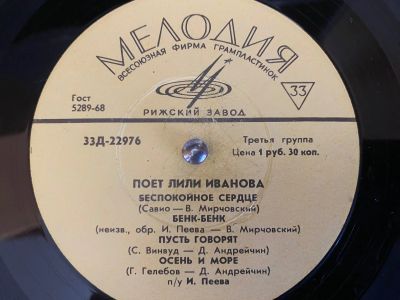 МЕЛОДИЯ
ВСЕСОЮЗНАЯ ФИРМА ГРАМПЛАСТИНОК
33
Гост
5289-68
РИЖСКИЙ ЗАВОД
33Д-22976
Третья группа
Цена 1 руб. 30 коп.
ПОЕТ ЛИЛИ ИВАНОВА
БЕСПОКОЙНОЕ СЕРДЦЕ
(Савио — В. Мирчовский)
БЕНК-БЕНК
(неизв., обр. И. Пеева — В. Мирчовский)
ПУСТЬ ГОВОРЯТ
(С. Винвуд — Д. Андрейчин)
ОСЕНЬ И МОРЕ
(Г. Гелебов — Д. Андрейчин)
п/у И. Пеева